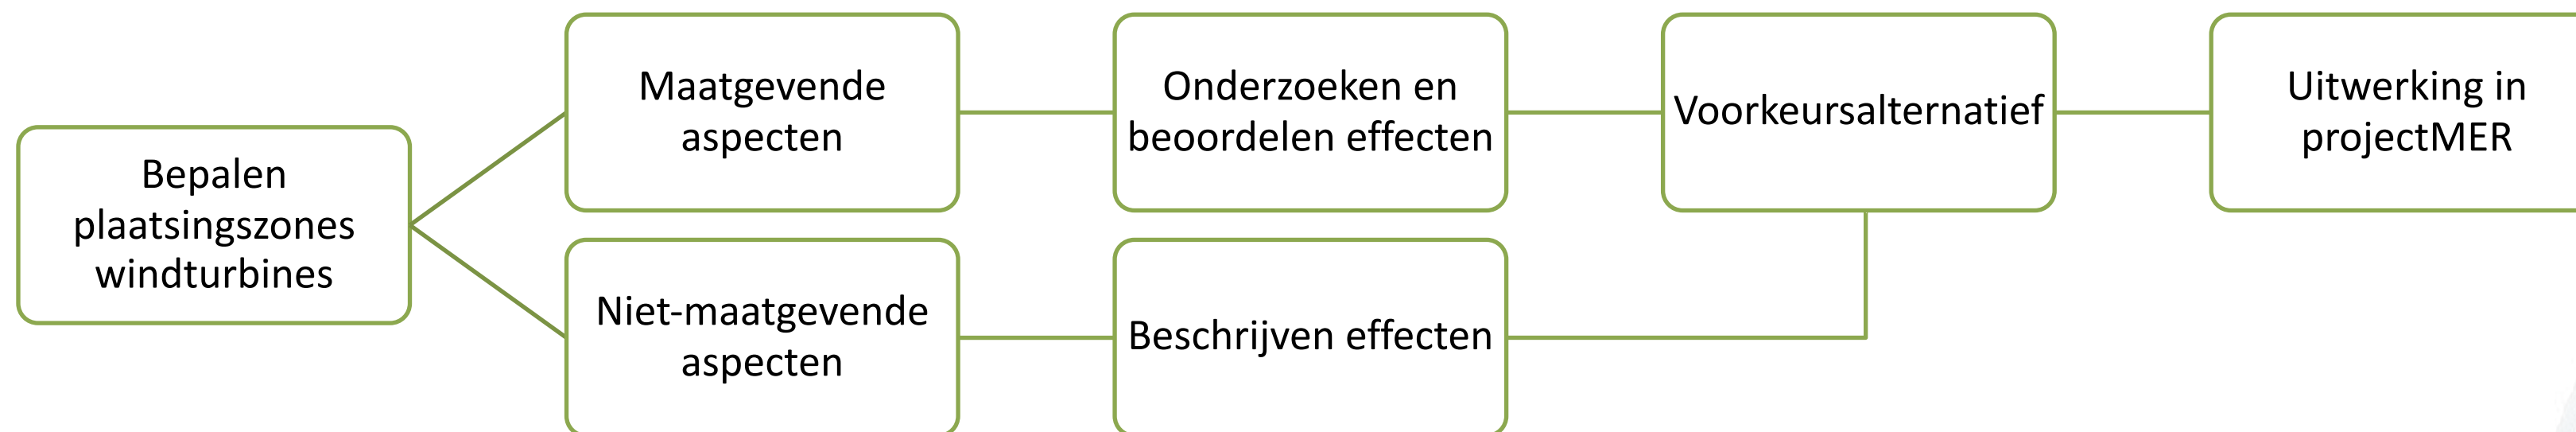 Bepalen
plaatsingszones
windturbines
Maatgevende
aspecten
Onderzoeken en
beoordelen effecten
Voorkeursalternatief
Uitwerking in
projectMER
Niet-maatgevende
aspecten
Beschrijven effecten